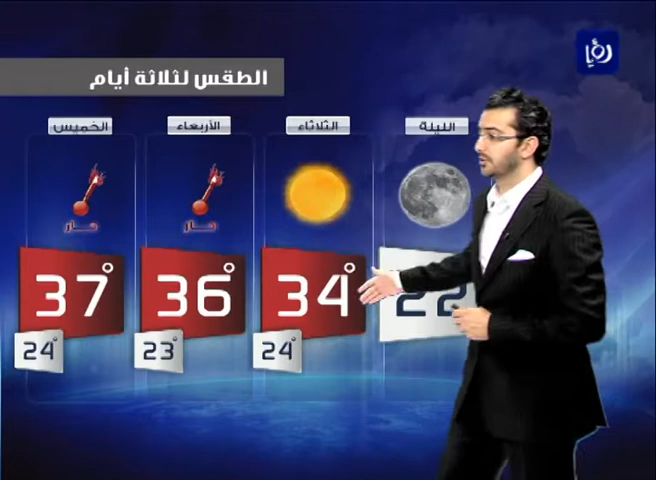 رؤيا
الطقس لثلاثة أيام
الليلة
الثلاثاء
الأربعاء
الخميس
حار
حار
22
34°
36°
37°
24°
23°
24°